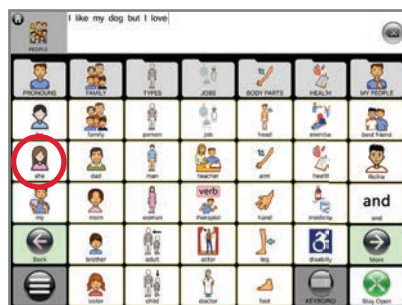 I like my dog but I love
PEOPLE
PRONOUNS FAMILY TYPES JOBS BODY PARTS HEALTH MY PEOPLE
I family person job head exercise best friend
she dad man teacher arm health Richie
my mom woman verb therapist hand medicine and and
Back brother adult actor leg disability More
sister child doctor foot KEYBOARD Stay Open